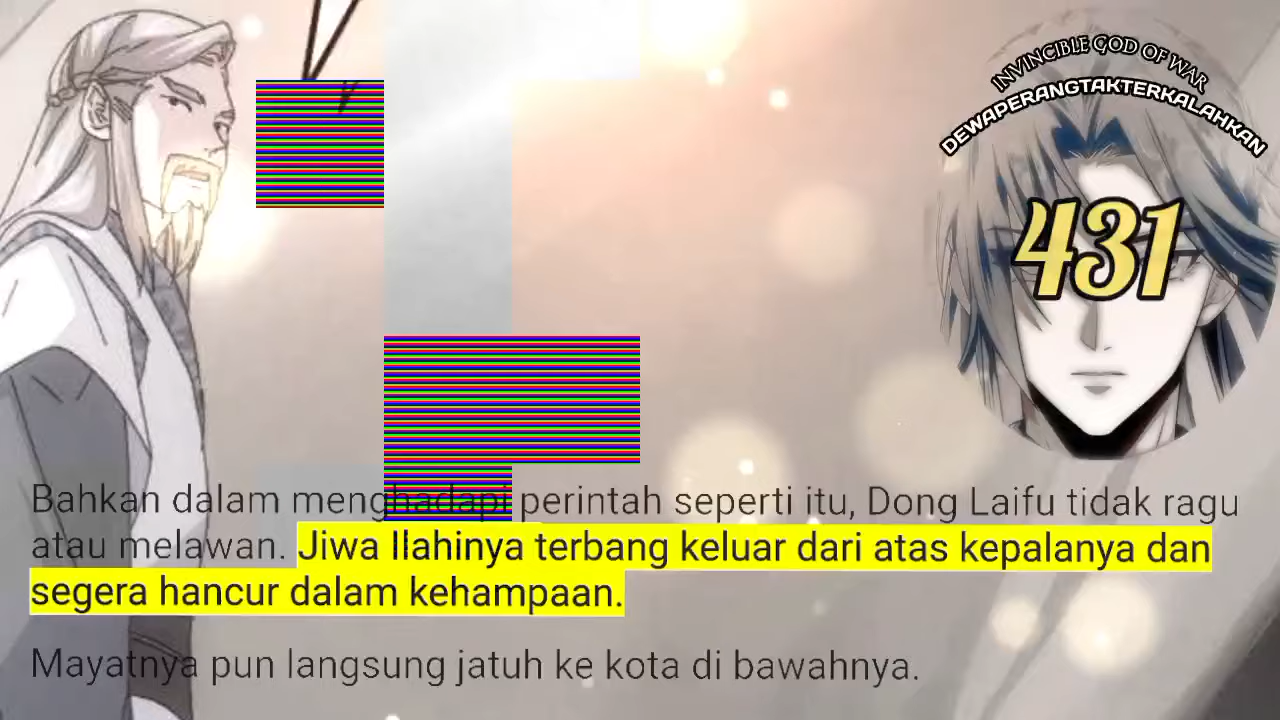 INVINCIBLE GOD OF WAR
DEWAPERANGTAKTERKALAHKAN
431
Bahkan dalam menghadapi perintah seperti itu, Dong Laifu tidak ragu
atau melawan. Jiwa Ilahinya terbang keluar dari atas kepalanya dan
segera hancur dalam kehampaan.
Mayatnya pun langsung jatuh ke kota di bawahnya.